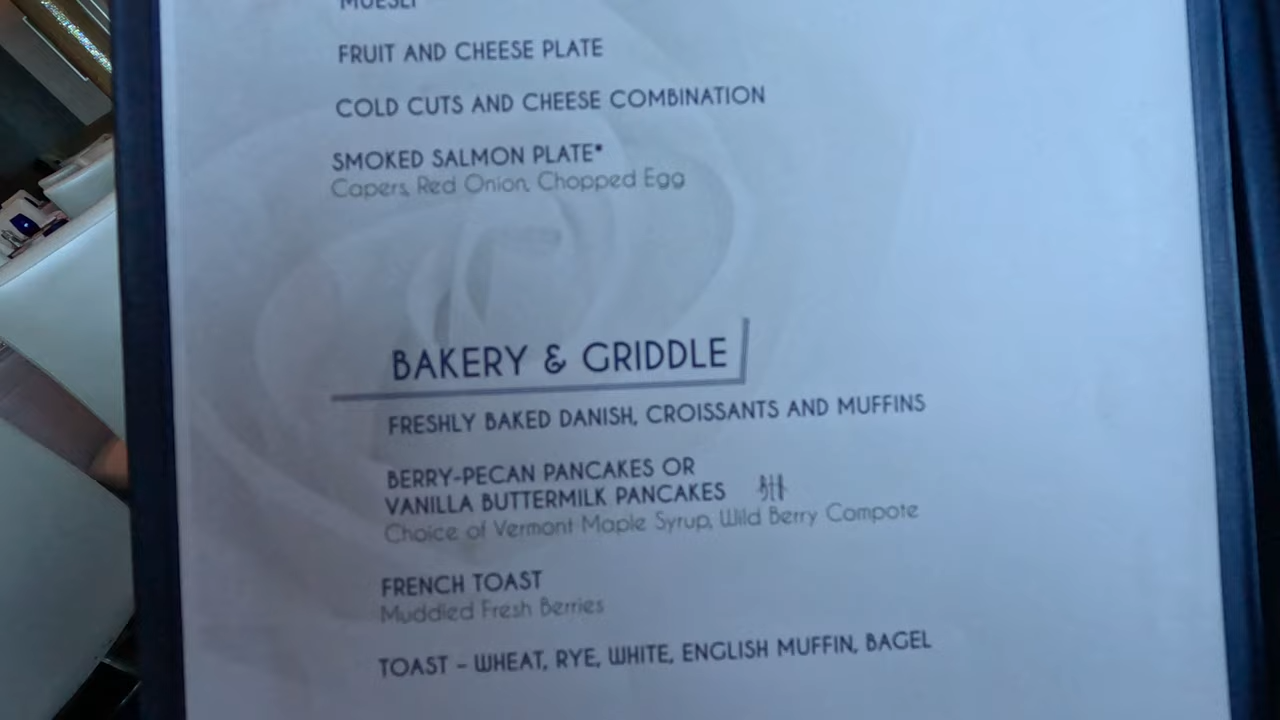 MUESLI
FRUIT AND CHEESE PLATE
COLD CUTS AND CHEESE COMBINATION
SMOKED SALMON PLATE*
Capers, Red Onion, Chopped Egg
BAKERY & GRIDDLE
FRESHLY BAKED DANISH, CROISSANTS AND MUFFINS
BERRY-PECAN PANCAKES OR
VANILLA BUTTERMILK PANCAKES
Choice of Vermont Maple Syrup, Wild Berry Compote
FRENCH TOAST
Muddied Fresh Berries
TOAST – WHEAT, RYE, WHITE, ENGLISH MUFFIN, BAGEL